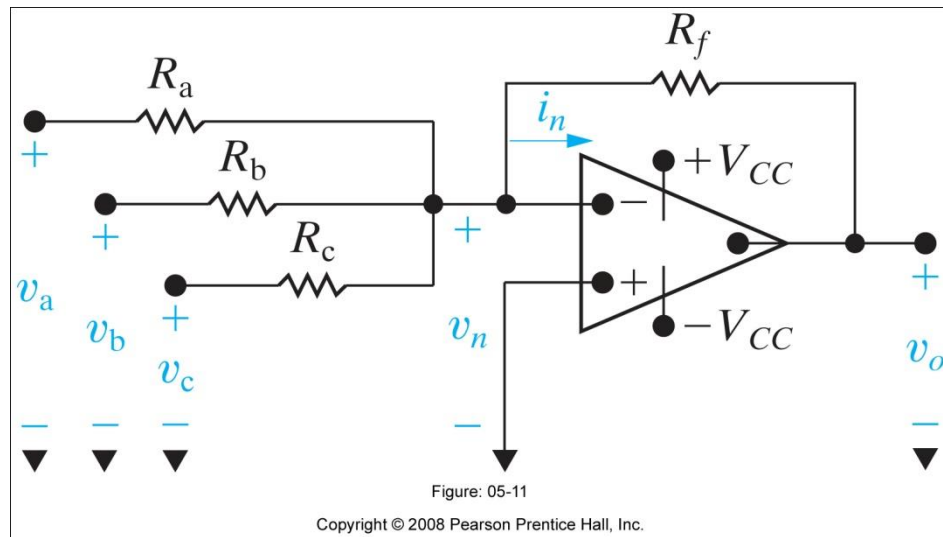 R_f
R_a
i_n
+V_CC
+
R_b
−
+
+
R_c
+
+
v_a
+
v_n
−V_CC
v_b
v_o
v_c
− − − − −
Figure: 05-11
Copyright © 2008 Pearson Prentice Hall, Inc.